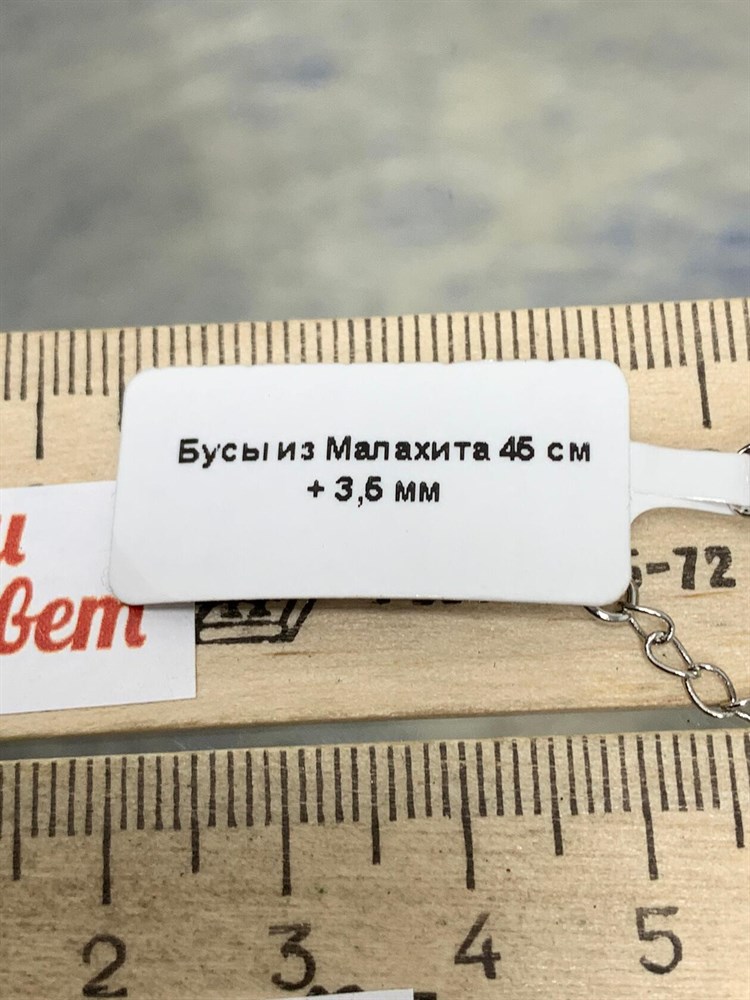 Бусы из Малахита 45 см
+ 3,5 мм
вет
5-72
2 3 4 5